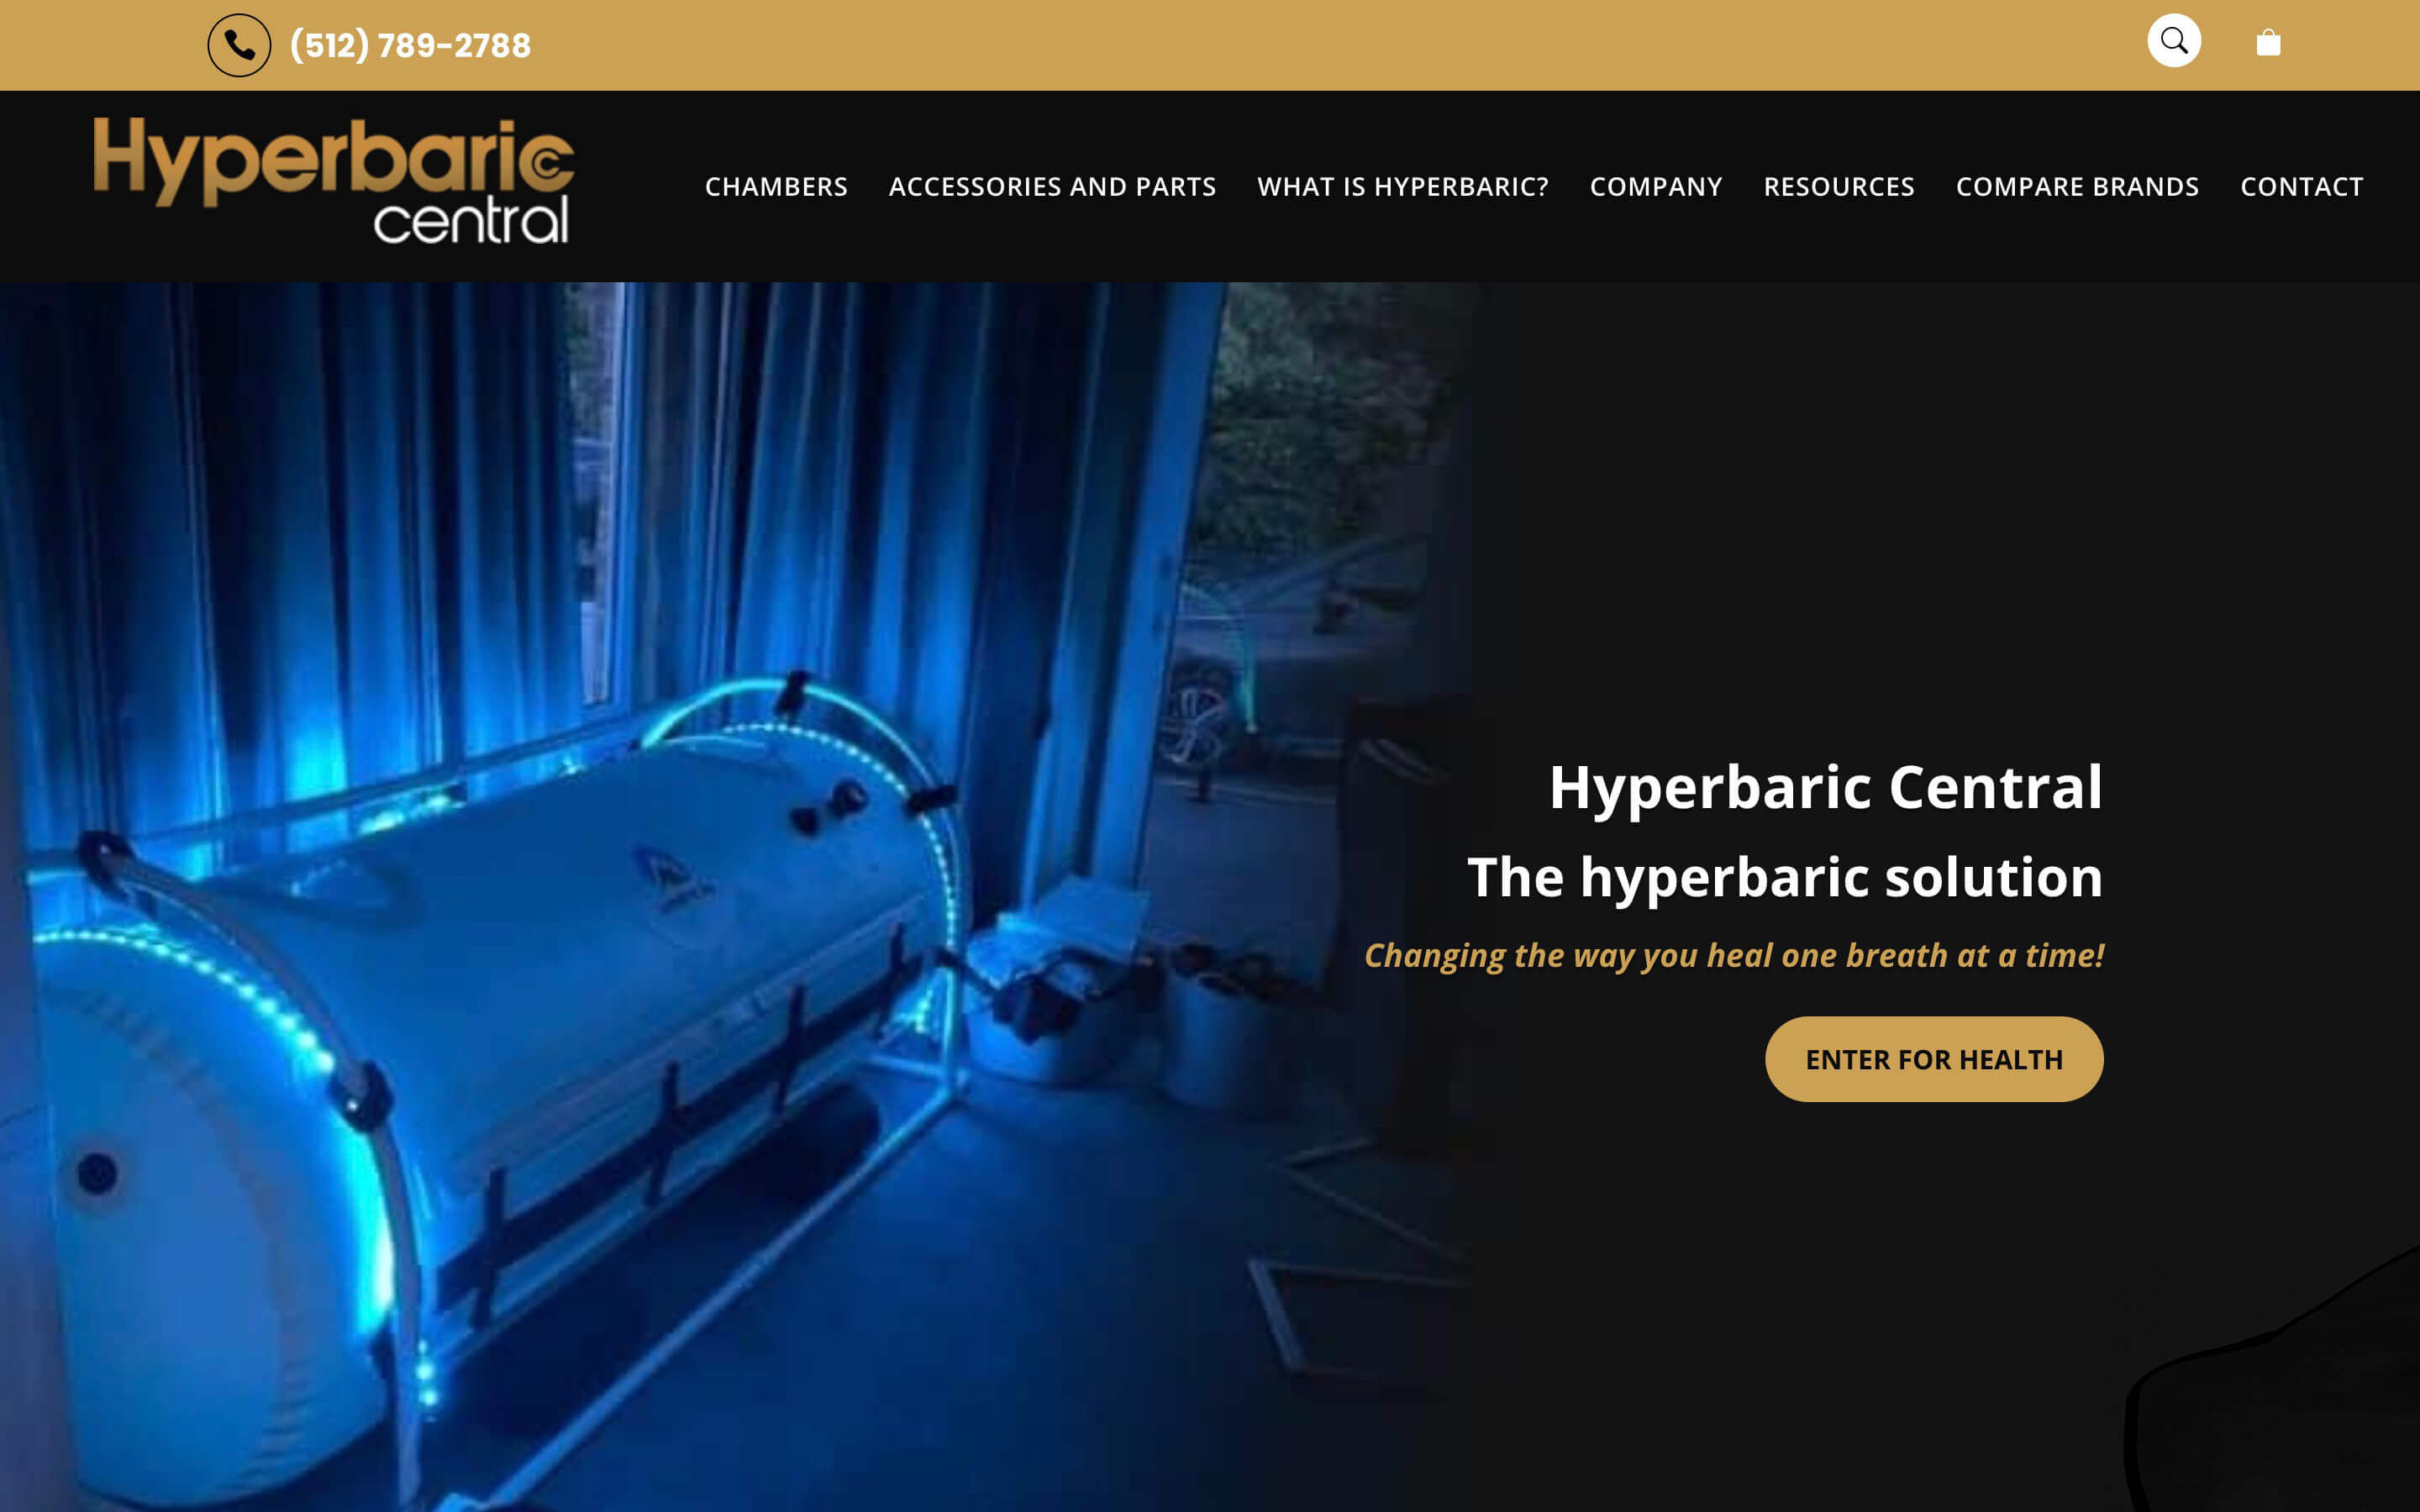 (512) 789-2788
Hyperbaric
central
CHAMBERS ACCESSORIES AND PARTS WHAT IS HYPERBARIC? COMPANY RESOURCES COMPARE BRANDS CONTACT
Hyperbaric Central
The hyperbaric solution
Changing the way you heal one breath at a time!
ENTER FOR HEALTH